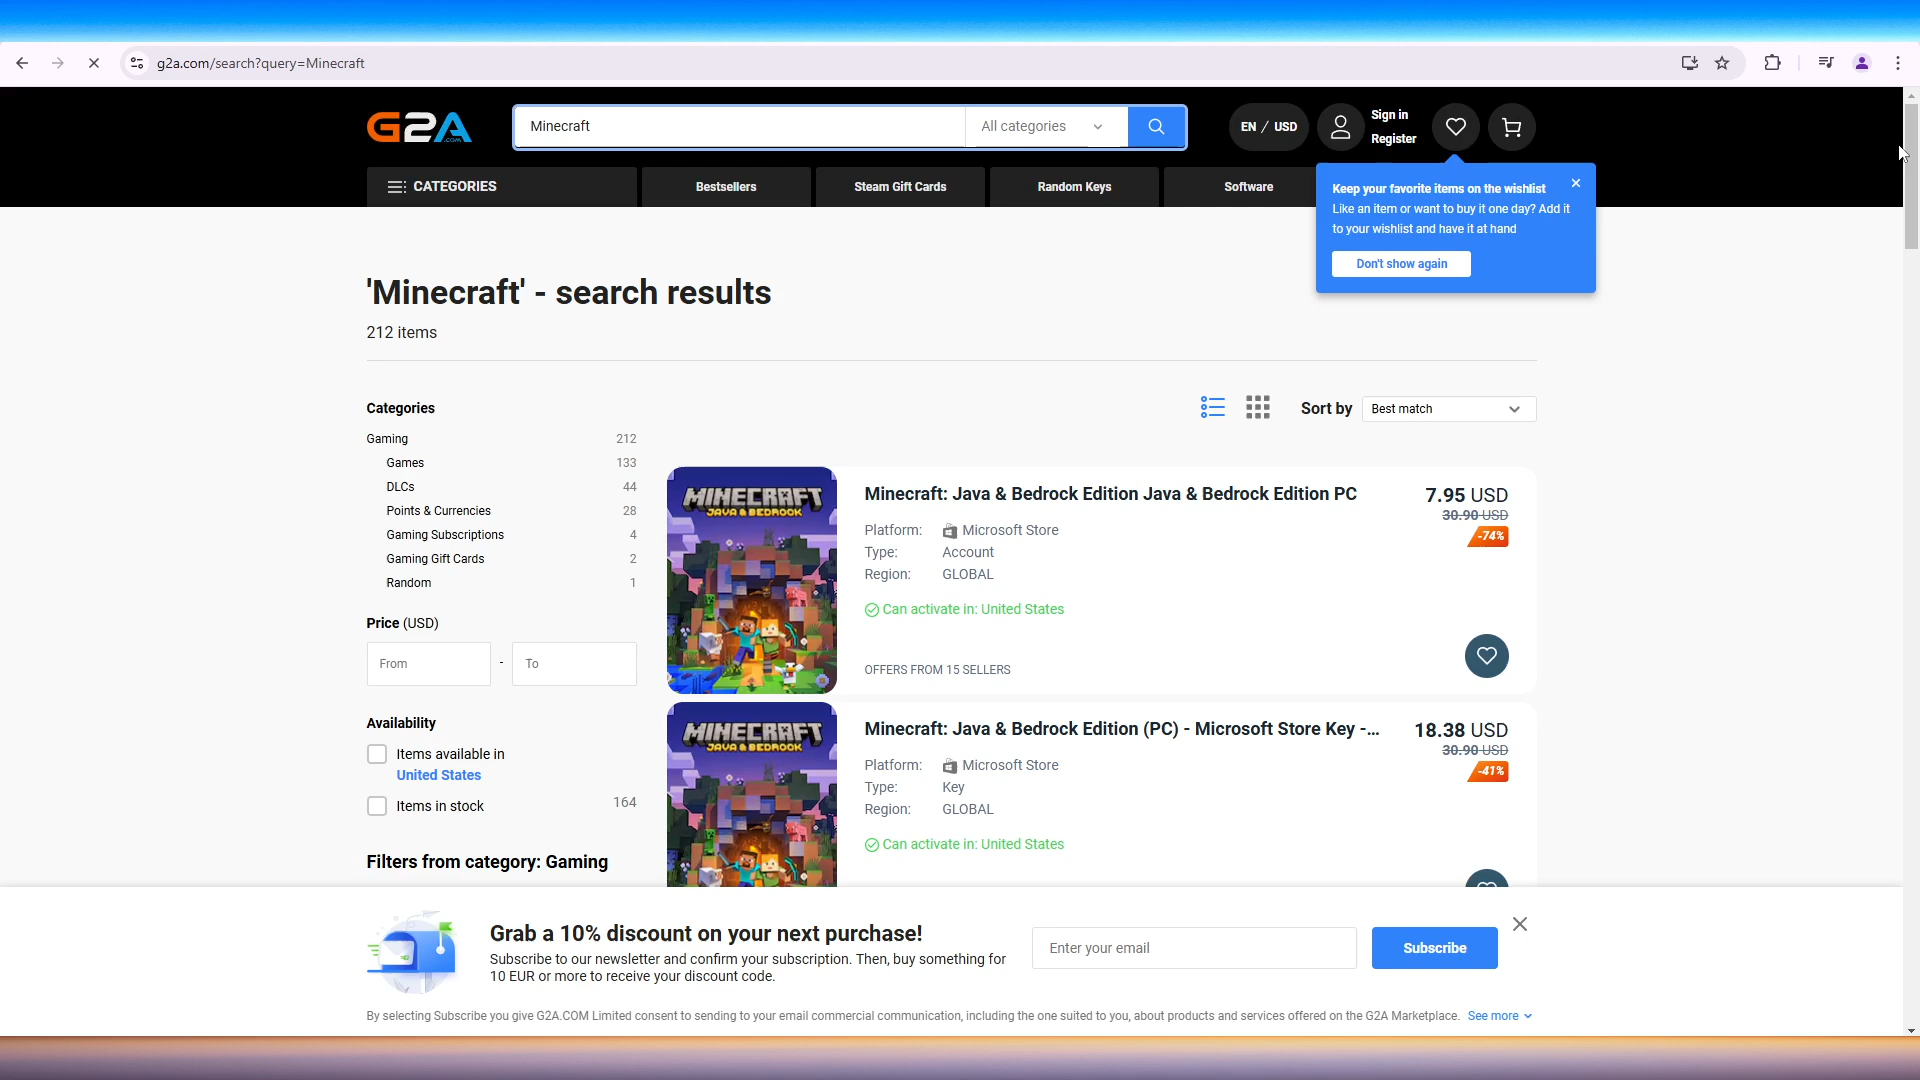 g2a.com/search?query=Minecraft
G2A.COM
Minecraft
All categories
EN / USD
Sign in
Register
CATEGORIES
Bestsellers
Steam Gift Cards
Random Keys
Software
Keep your favorite items on the wishlist
Like an item or want to buy it one day? Add it
to your wishlist and have it at hand
Don't show again
'Minecraft' - search results
212 items
Categories
Gaming 212
Games 133
DLCs 44
Points & Currencies 28
Gaming Subscriptions 4
Gaming Gift Cards 2
Random 1
Price (USD)
From - To
Availability
Items available in
United States
Items in stock 164
Filters from category: Gaming
Sort by Best match
MINECRAFT
JAVA & BEDROCK
Minecraft: Java & Bedrock Edition Java & Bedrock Edition PC
Platform: Microsoft Store
Type: Account
Region: GLOBAL
Can activate in: United States
OFFERS FROM 15 SELLERS
7.95 USD
30.90 USD
-74%
MINECRAFT
JAVA & BEDROCK
Minecraft: Java & Bedrock Edition (PC) - Microsoft Store Key -...
Platform: Microsoft Store
Type: Key
Region: GLOBAL
Can activate in: United States
18.38 USD
30.90 USD
-41%
Grab a 10% discount on your next purchase!
Subscribe to our newsletter and confirm your subscription. Then, buy something for
10 EUR or more to receive your discount code.
Enter your email
Subscribe
By selecting Subscribe you give G2A.COM Limited consent to sending to your email commercial communication, including the one suited to you, about products and services offered on the G2A Marketplace. See more